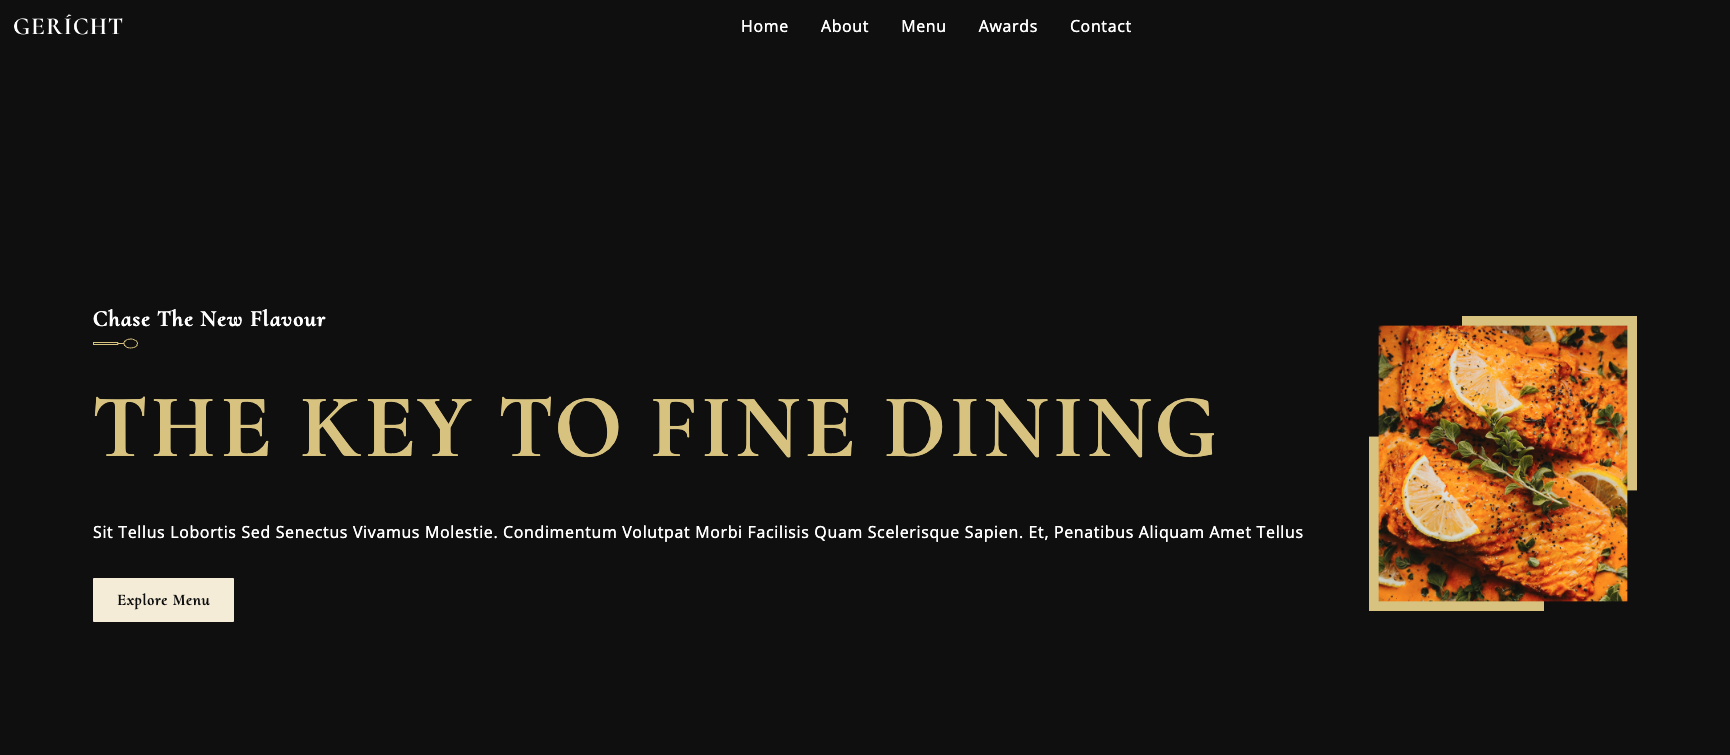 GERÍCHT
Home About Menu Awards Contact
Chase The New Flavour
THE KEY TO FINE DINING
Sit Tellus Lobortis Sed Senectus Vivamus Molestie. Condimentum Volutpat Morbi Facilisis Quam Scelerisque Sapien. Et, Penatibus Aliquam Amet Tellus
Explore Menu